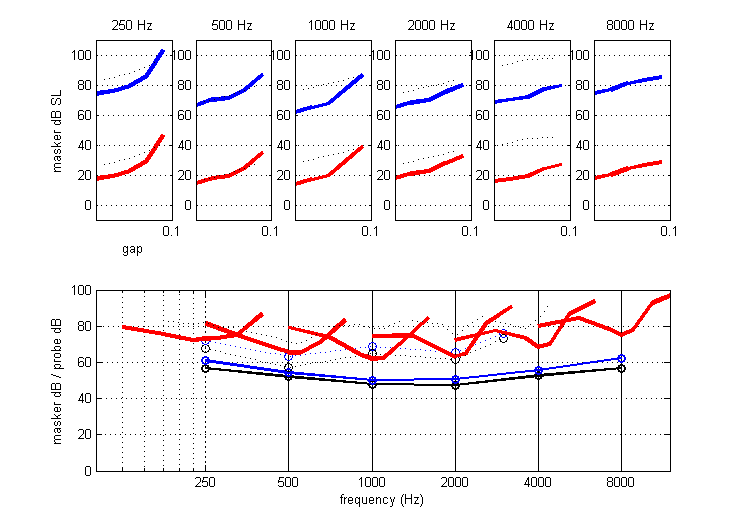 250 Hz 500 Hz 1000 Hz 2000 Hz 4000 Hz 8000 Hz
100 100 100 100 100 100
80 80 80 80 80 80
60 60 60 60 60 60
40 40 40 40 40 40
20 20 20 20 20 20
0 0 0 0 0 0
masker dB SL
0.1 0.1 0.1 0.1 0.1 0.1
gap
100
80
60
40
20
0
masker dB / probe dB
250 500 1000 2000 4000 8000
frequency (Hz)